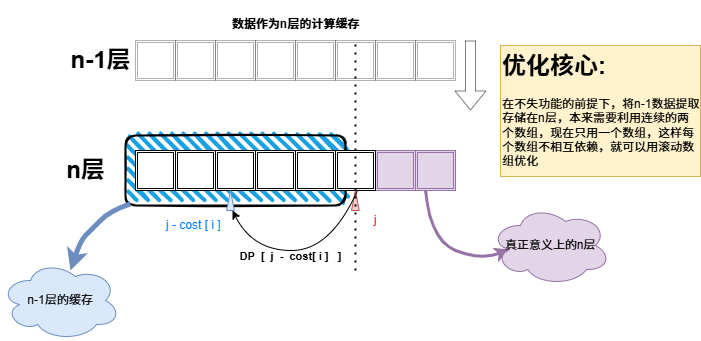 数据作为n层的计算缓存
n-1层
优化核心:
在不失功能的前提下，将n-1数据提取
存储在n层，本来需要利用连续的两
个数组，现在只用一个数组，这样每
个数组不相互依赖，就可以用滚动数
组优化
n层
j - cost [ i ]
j
DP [ j - cost[ i ] ]
真正意义上的n层
n-1层的缓存